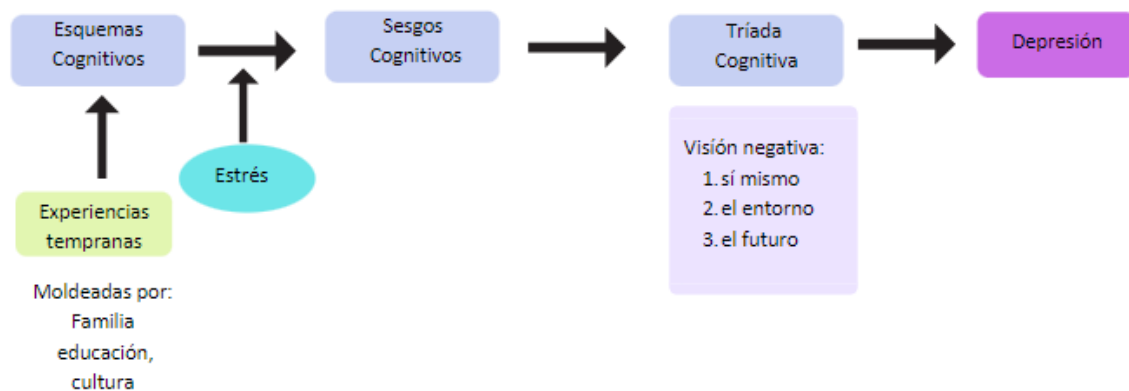 Esquemas
Cognitivos
Sesgos
Cognitivos
Tríada
Cognitiva
Depresión
Estrés
Visión negativa:
1. sí mismo
2. el entorno
3. el futuro
Experiencias
tempranas
Moldeadas por:
Familia
educación,
cultura